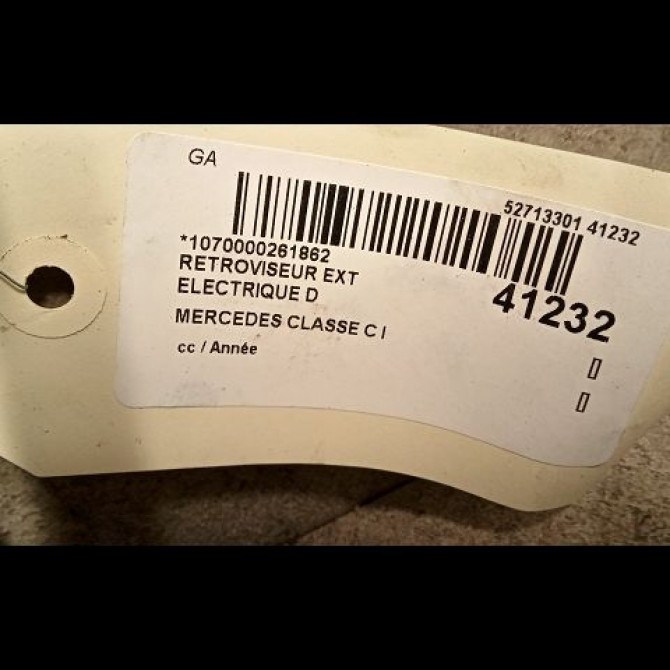 GA
52713301 41232
*1070000261862
RETROVISEUR EXT
ELECTRIQUE D
41232
MERCEDES CLASSE C I
cc / Année